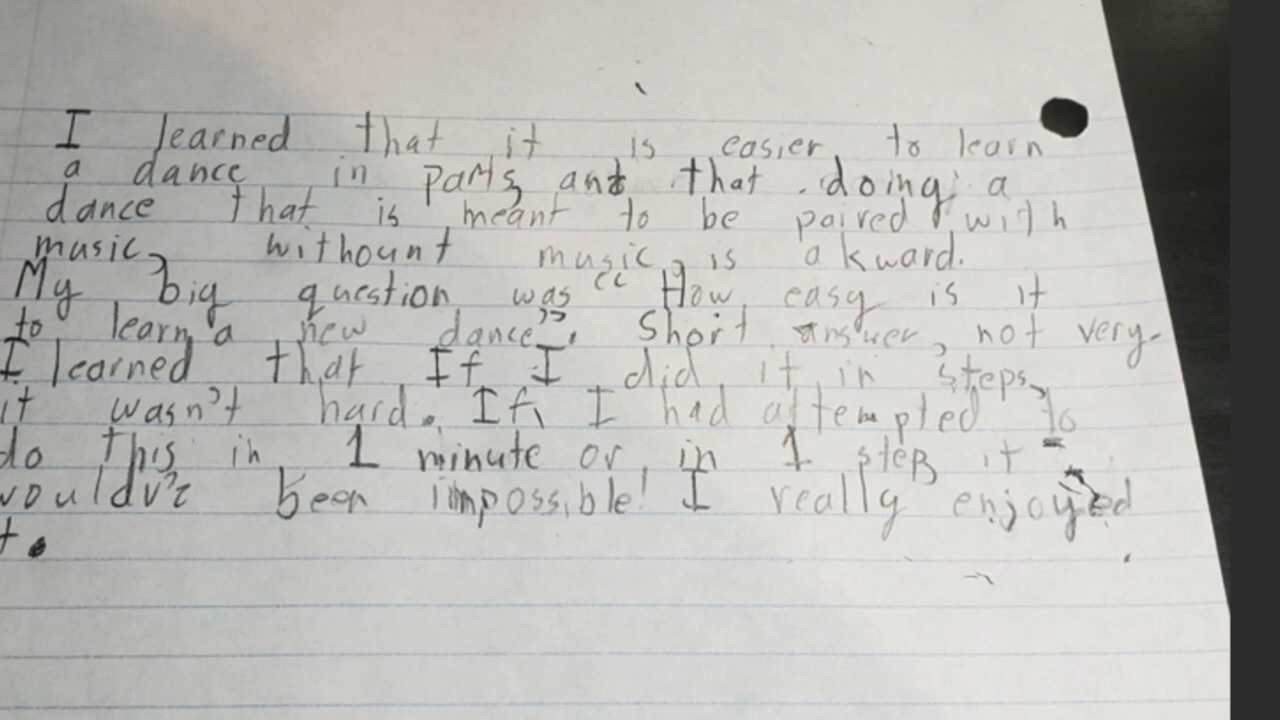 I learned that it is easier to learn
a dance in parts, and that doing a
dance that is meant to be paired with
music, withount music, is akward.
My big question was "How easy is it
to learn a new dance". Short answer, not very.
I learned that If I did it in steps,
it wasn't hard. If I had attempted to
do this in 1 minute or in 1 step it
wouldv'e been impossible! I really enjoyed
t.